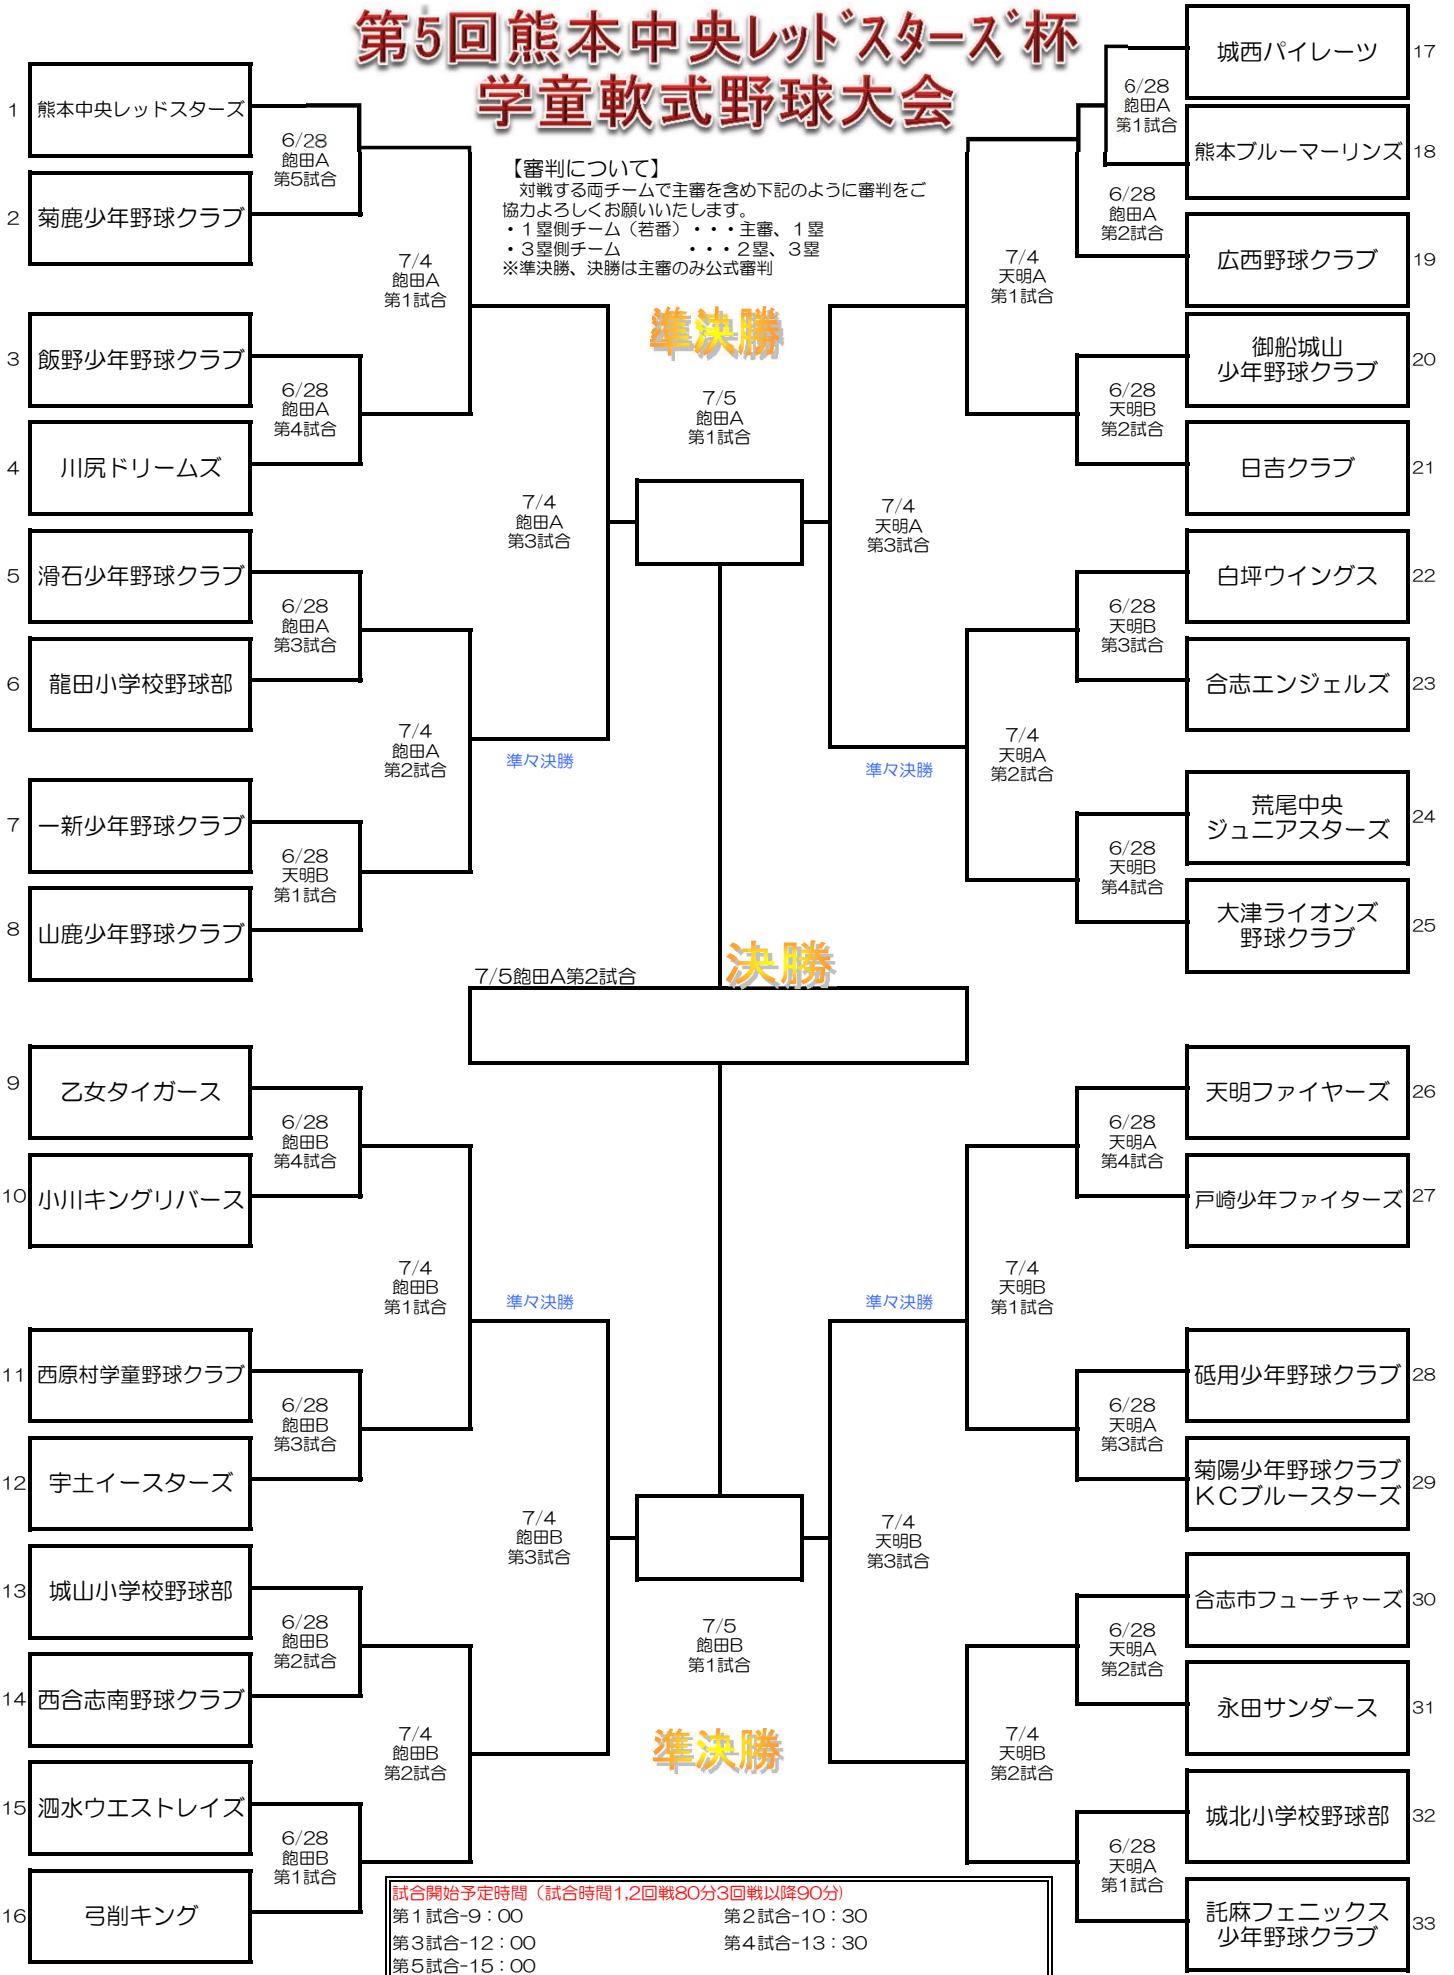 第5回熊本中央レッドスターズ杯
学童軟式野球大会
【審判について】
対戦する両チームで主審を含め下記のように審判をご
協力よろしくお願いいたします。
・1塁側チーム（若番）・・・主審、1塁
・3塁側チーム　　　・・・2塁、3塁
※準決勝、決勝は主審のみ公式審判
1 熊本中央レッドスターズ
6/28
飽田A
第5試合
2 菊鹿少年野球クラブ
7/4
飽田A
第1試合
3 飯野少年野球クラブ
6/28
飽田A
第4試合
4 川尻ドリームズ
7/4
飽田A
第3試合
5 滑石少年野球クラブ
6/28
飽田A
第3試合
6 龍田小学校野球部
7/4
飽田A
第2試合
準々決勝
7 一新少年野球クラブ
6/28
天明B
第1試合
8 山鹿少年野球クラブ
9 乙女タイガース
6/28
飽田B
第4試合
10 小川キングリバース
7/4
飽田B
第1試合
準々決勝
11 西原村学童野球クラブ
6/28
飽田B
第3試合
12 宇土イースターズ
7/4
飽田B
第3試合
13 城山小学校野球部
6/28
飽田B
第2試合
14 西合志南野球クラブ
7/4
飽田B
第2試合
15 泗水ウエストレイズ
6/28
飽田B
第1試合
16 弓削キング
準決勝
7/5
飽田A
第1試合
決勝
7/5飽田A第2試合
7/5
飽田B
第1試合
準決勝
城西パイレーツ 17
6/28
飽田A
第1試合
熊本ブルーマーリンズ 18
6/28
飽田A
第2試合
広西野球クラブ 19
7/4
天明A
第1試合
御船城山
少年野球クラブ 20
6/28
天明B
第2試合
日吉クラブ 21
7/4
天明A
第3試合
白坪ウイングス 22
6/28
天明B
第3試合
合志エンジェルズ 23
7/4
天明A
第2試合
準々決勝
荒尾中央
ジュニアスターズ 24
6/28
天明B
第4試合
大津ライオンズ
野球クラブ 25
天明ファイヤーズ 26
6/28
天明A
第4試合
戸崎少年ファイターズ 27
7/4
天明B
第1試合
準々決勝
砥用少年野球クラブ 28
6/28
天明A
第3試合
菊陽少年野球クラブ
KCブルースターズ 29
7/4
天明B
第3試合
合志市フューチャーズ 30
6/28
天明A
第2試合
永田サンダース 31
7/4
天明B
第2試合
城北小学校野球部 32
6/28
天明A
第1試合
託麻フェニックス
少年野球クラブ 33
試合開始予定時間（試合時間1,2回戦80分3回戦以降90分)
第1試合-9：00　第2試合-10：30
第3試合-12：00　第4試合-13：30
第5試合-15：00